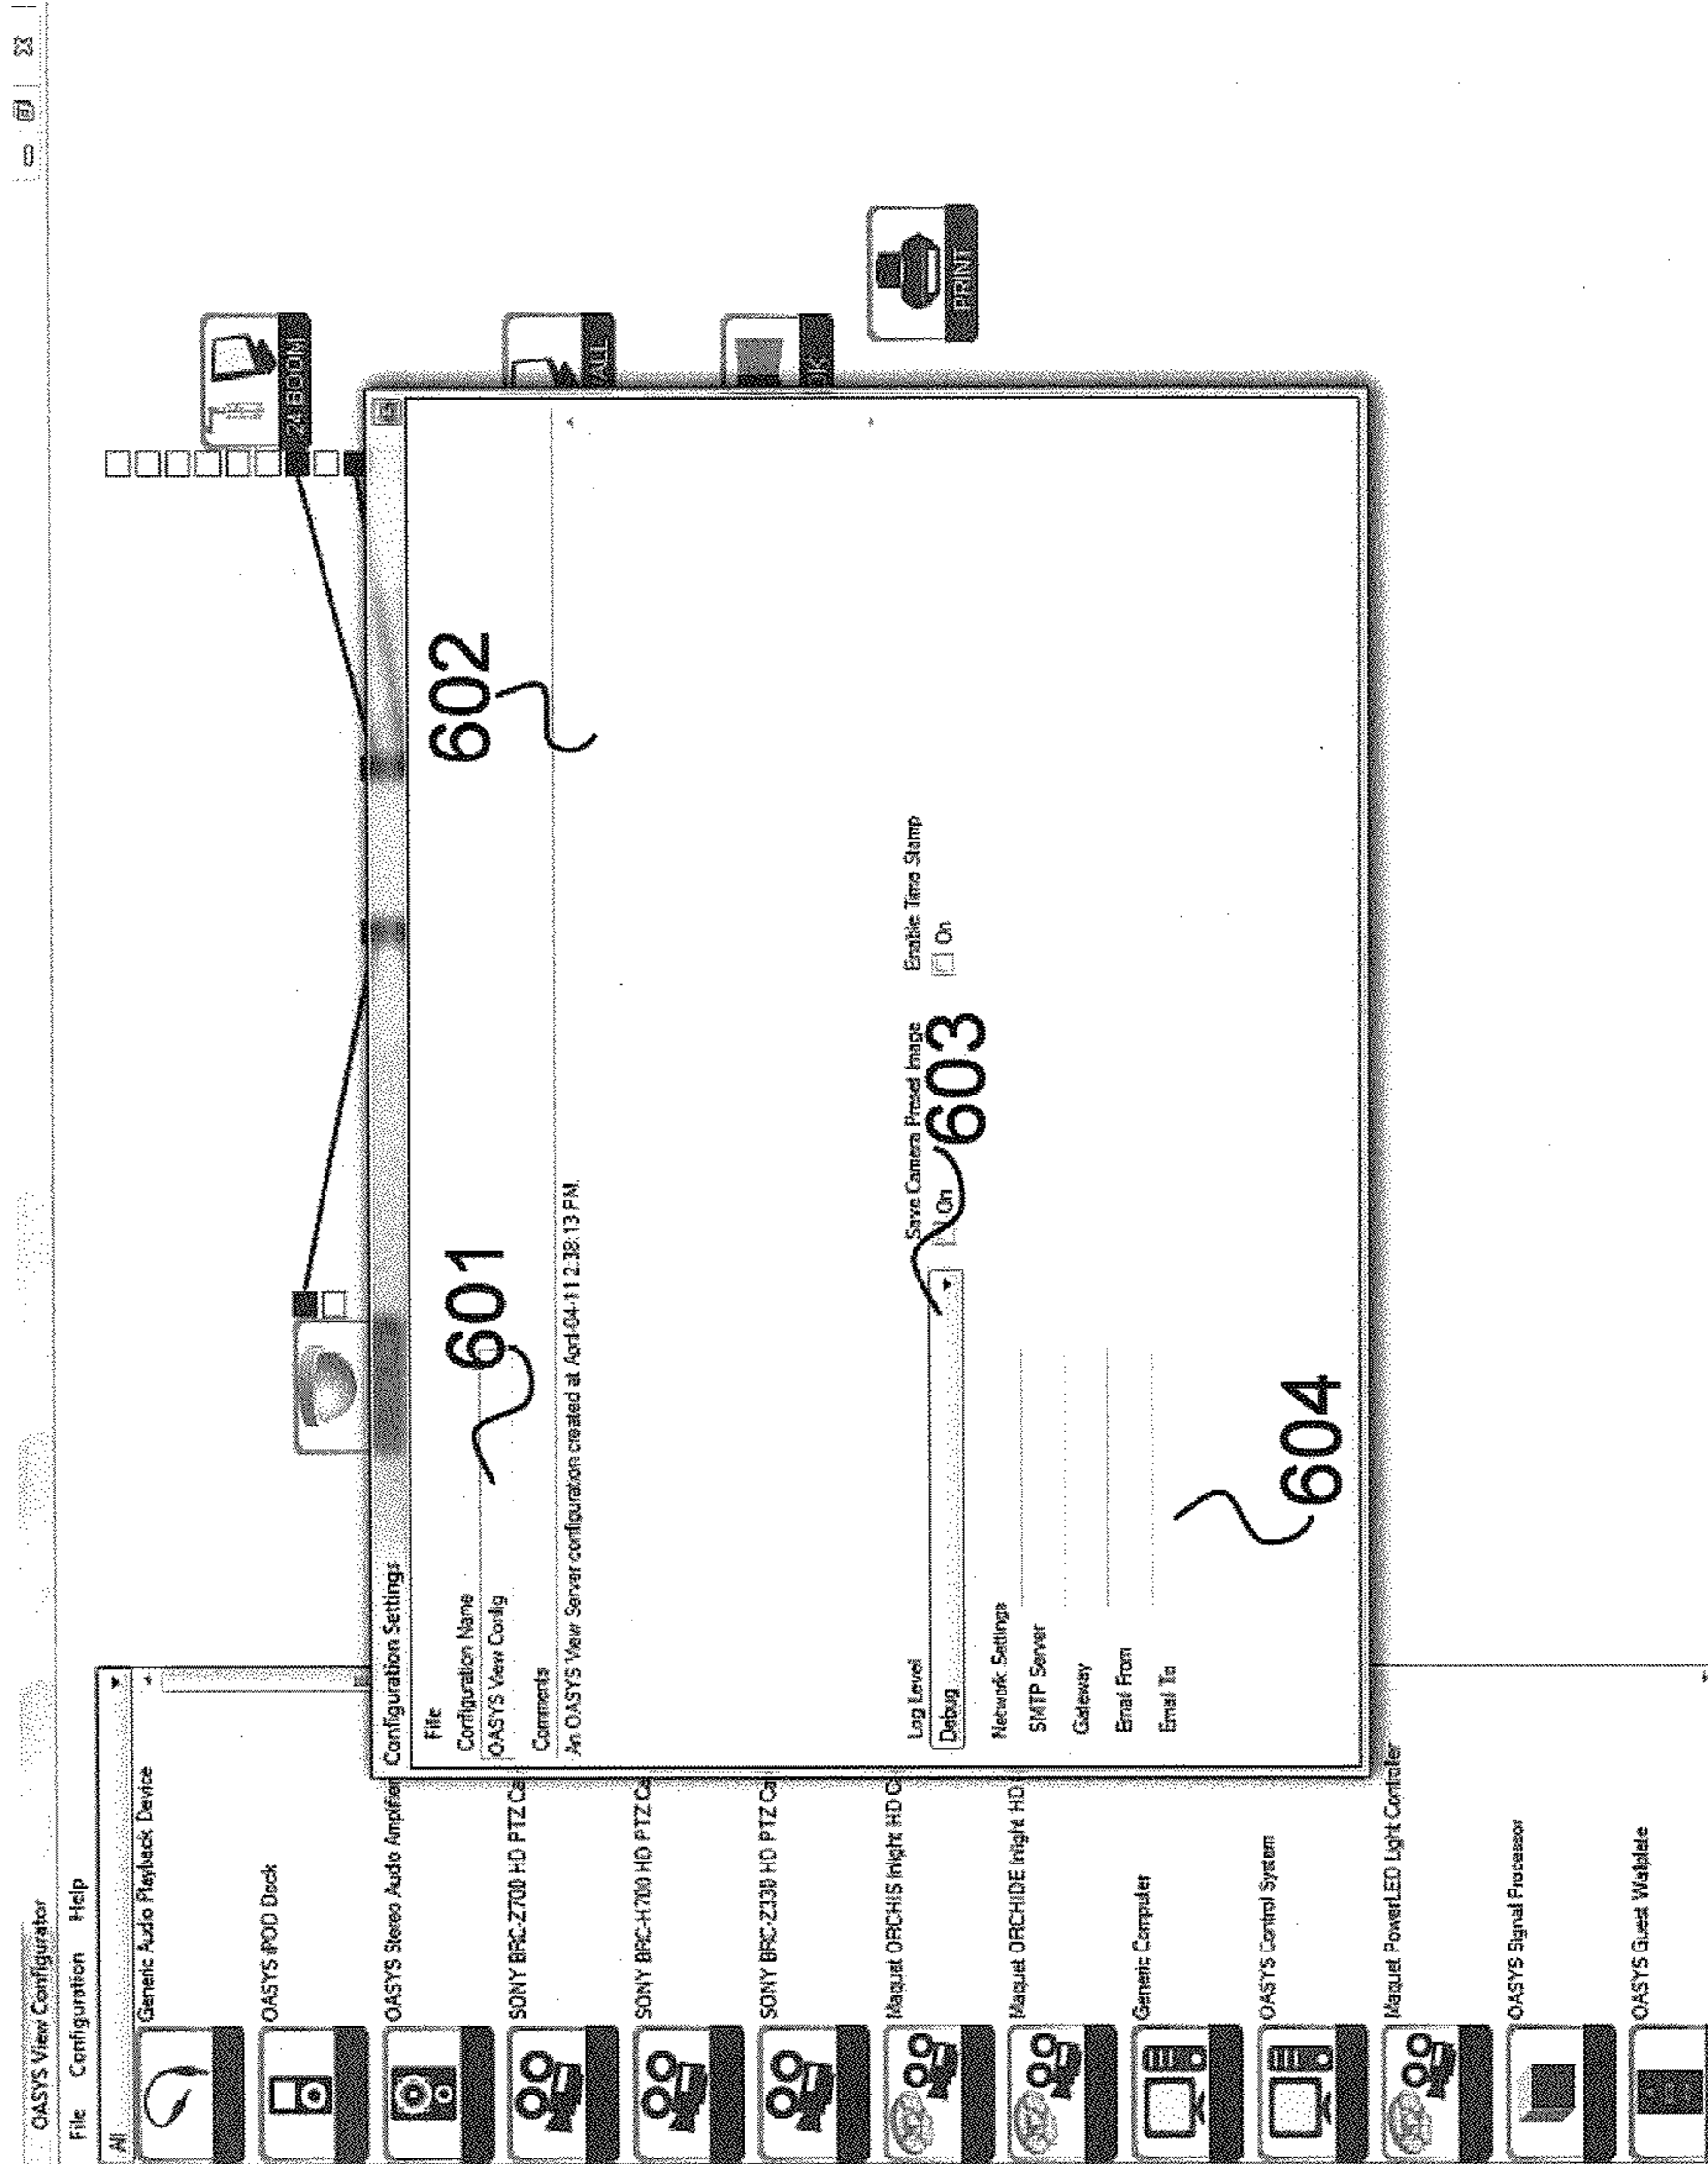 OASYS View Configurator
File Configuration Help
All
Generic Audio Playback Device
OASYS iPOD Dock
OASYS Stereo Audio Amplifier
SONY BRC-Z700 HD PTZ Ca
SONY BRC-H700 HD PTZ Ca
SONY BRC-Z330 HD PTZ Ca
Maquet ORCHIS Inlight HD C
Maquet ORCHIDE Inlight HD
Generic Computer
OASYS Control System
Maquet PowerLED Light Controller
OASYS Signal Processor
OASYS Guest Wallplate
Configuration Settings
File
Configuration Name
OASYS View Config
601
602
Comments
An OASYS View Server configuration created at April-04-11 2:38:13 PM.
Log Level
Debug
Save Camera Preset Image
On
Enable Time Stamp
On
603
Network Settings
SMTP Server
Gateway
Email From
Email To
604
BOOM
ALL
PRINT